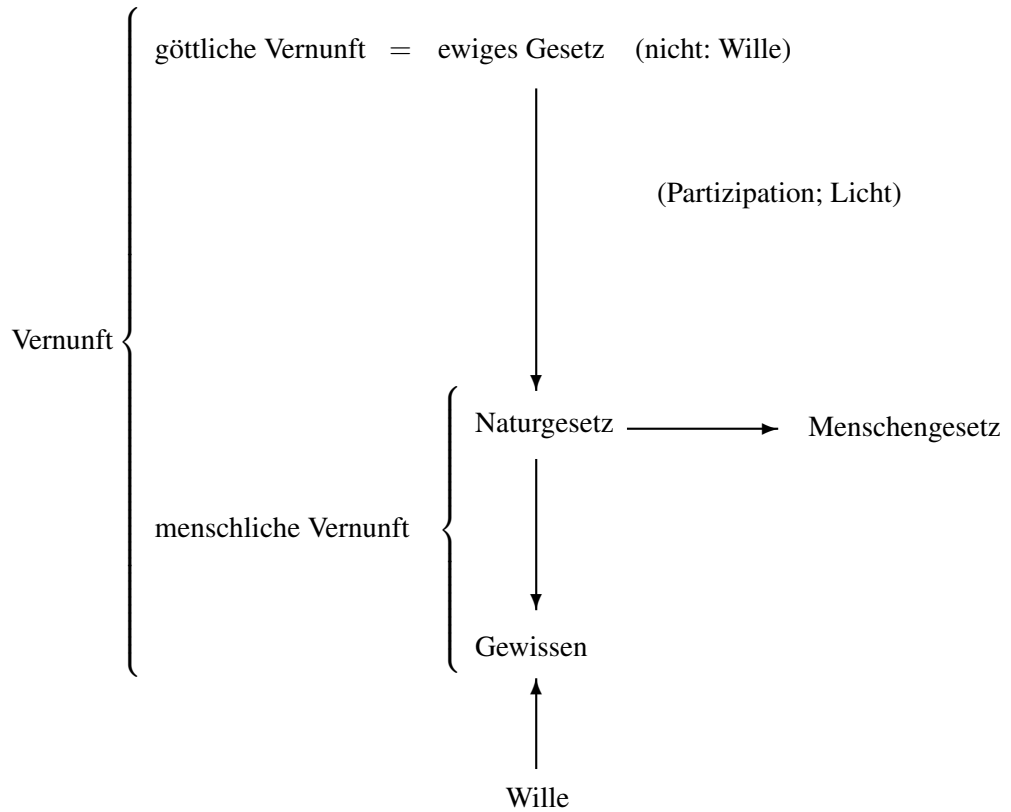 göttliche Vernunft = ewiges Gesetz (nicht: Wille)
(Partizipation; Licht)
Vernunft
Naturgesetz
Menschengesetz
menschliche Vernunft
Gewissen
Wille